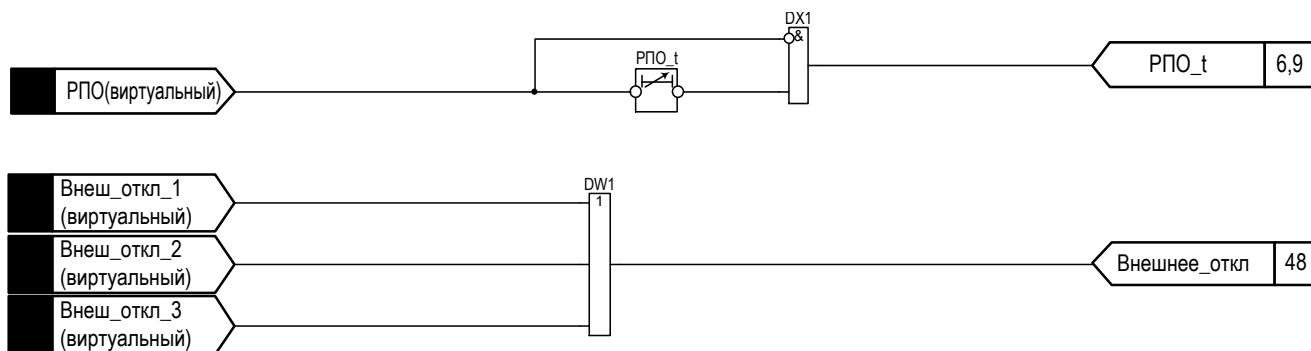 DX1
&
РПО_t
РПО(виртуальный)
РПО_t 6,9
Внеш_откл_1
(виртуальный)
DW1
1
Внеш_откл_2
(виртуальный)
Внешнее_откл 48
Внеш_откл_3
(виртуальный)